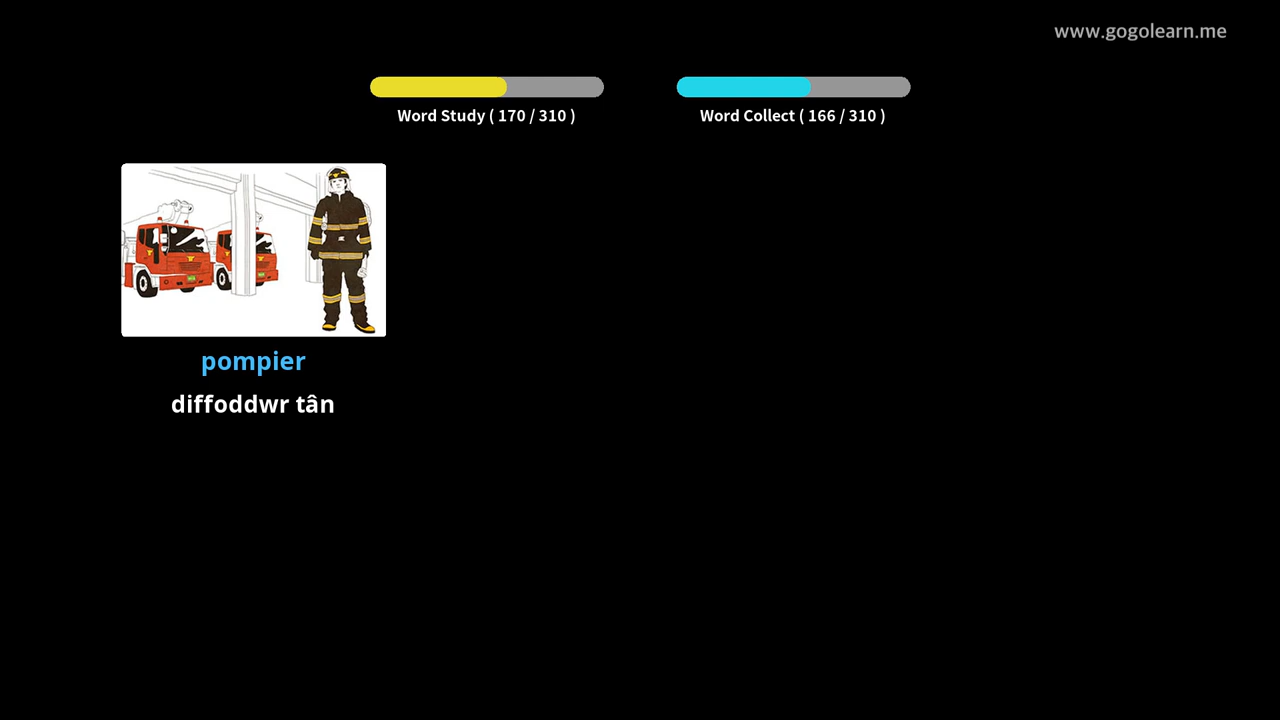 www.gogolearn.me
Word Study ( 170 / 310 )
Word Collect ( 166 / 310 )
pompier
diffoddwr tân